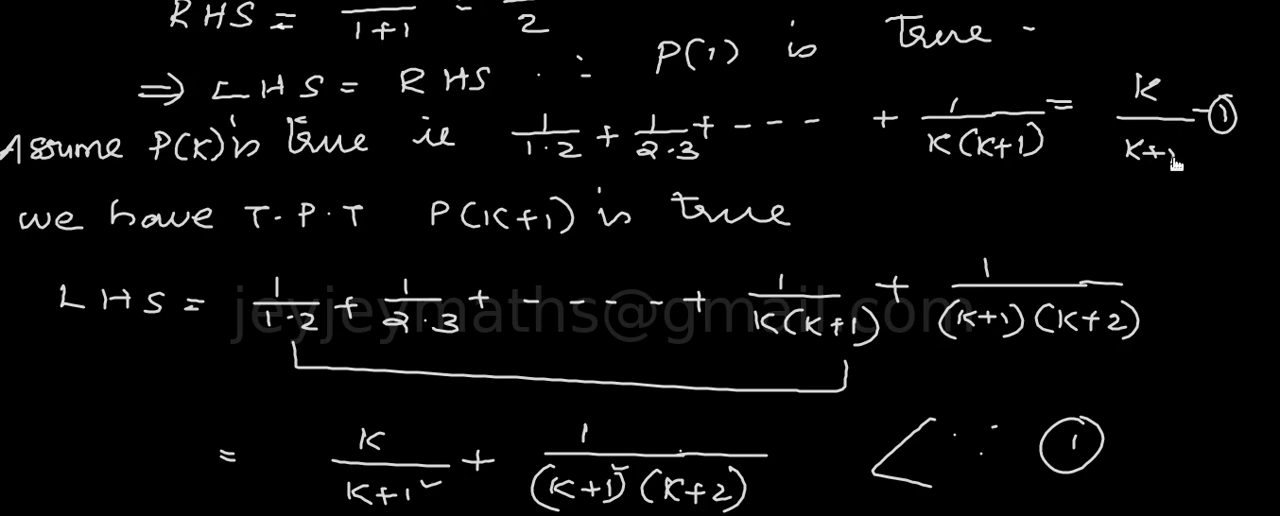 RHS = 1/1+1 = 1/2
⇒ LHS = RHS ∴ P(1) is true.
Assume P(K) is true ie 1/1·2 + 1/2·3 + ---- + 1/K(K+1) = K/K+1 - ①
we have T.P.T P(K+1) is true
LHS = 1/1·2 + 1/2·3 + ----- + 1/K(K+1) + 1/(K+1)(K+2)
jeyjeymaths@gmail.com
= K/K+1 + 1/(K+1)(K+2) < ∵ ①